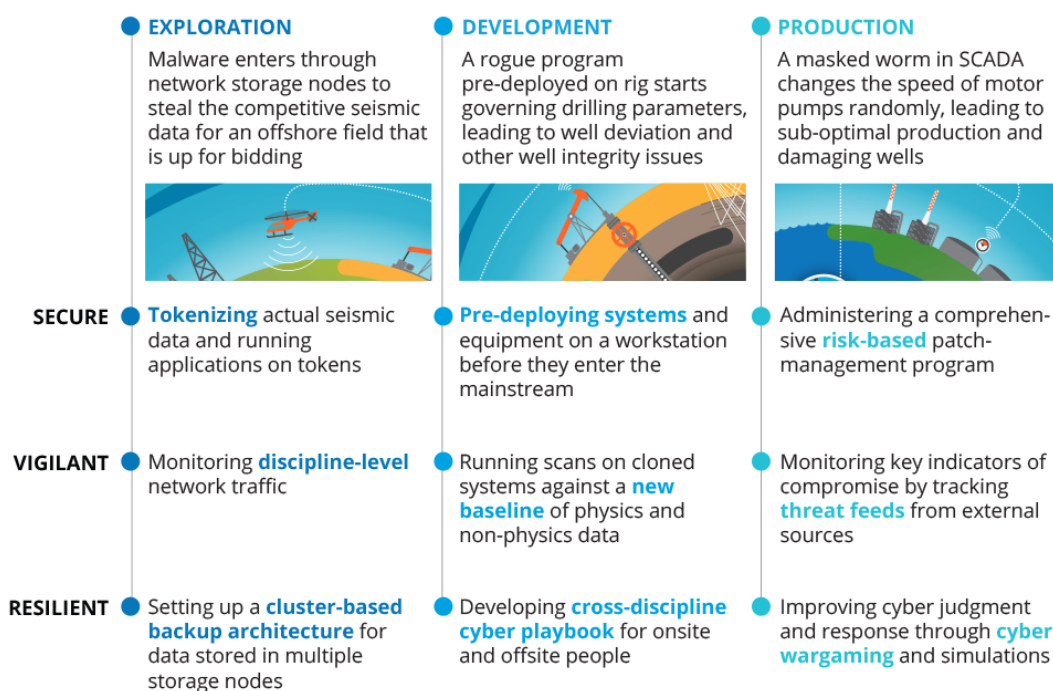 EXPLORATION
Malware enters through
network storage nodes to
steal the competitive seismic
data for an offshore field that
is up for bidding
DEVELOPMENT
A rogue program
pre-deployed on rig starts
governing drilling parameters,
leading to well deviation and
other well integrity issues
PRODUCTION
A masked worm in SCADA
changes the speed of motor
pumps randomly, leading to
sub-optimal production and
damaging wells
SECURE
Tokenizing actual seismic
data and running
applications on tokens
Pre-deploying systems and
equipment on a workstation
before they enter the
mainstream
Administering a comprehen-
sive risk-based patch-
management program
VIGILANT
Monitoring discipline-level
network traffic
Running scans on cloned
systems against a new
baseline of physics and
non-physics data
Monitoring key indicators of
compromise by tracking
threat feeds from external
sources
RESILIENT
Setting up a cluster-based
backup architecture for
data stored in multiple
storage nodes
Developing cross-discipline
cyber playbook for onsite
and offsite people
Improving cyber judgment
and response through cyber
wargaming and simulations